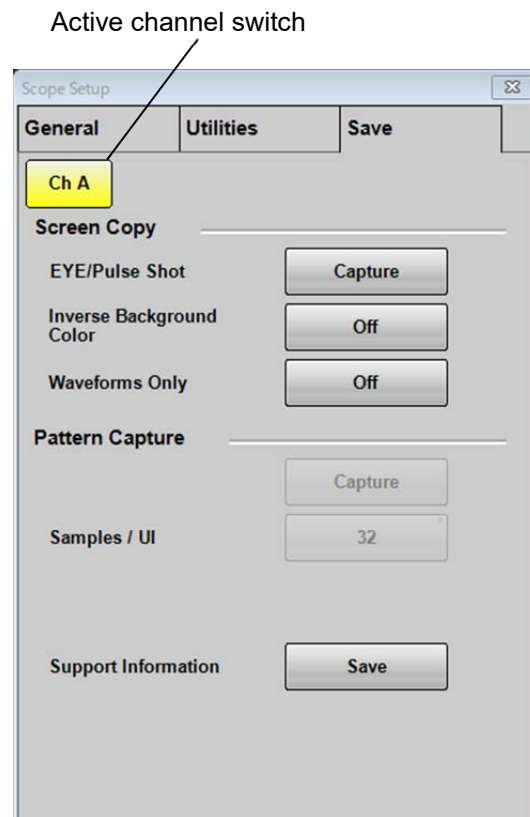 Active channel switch
Scope Setup
General Utilities Save
Ch A
Screen Copy
EYE/Pulse Shot Capture
Inverse Background
Color
Off
Waveforms Only Off
Pattern Capture
Capture
Samples / UI 32
Support Information Save